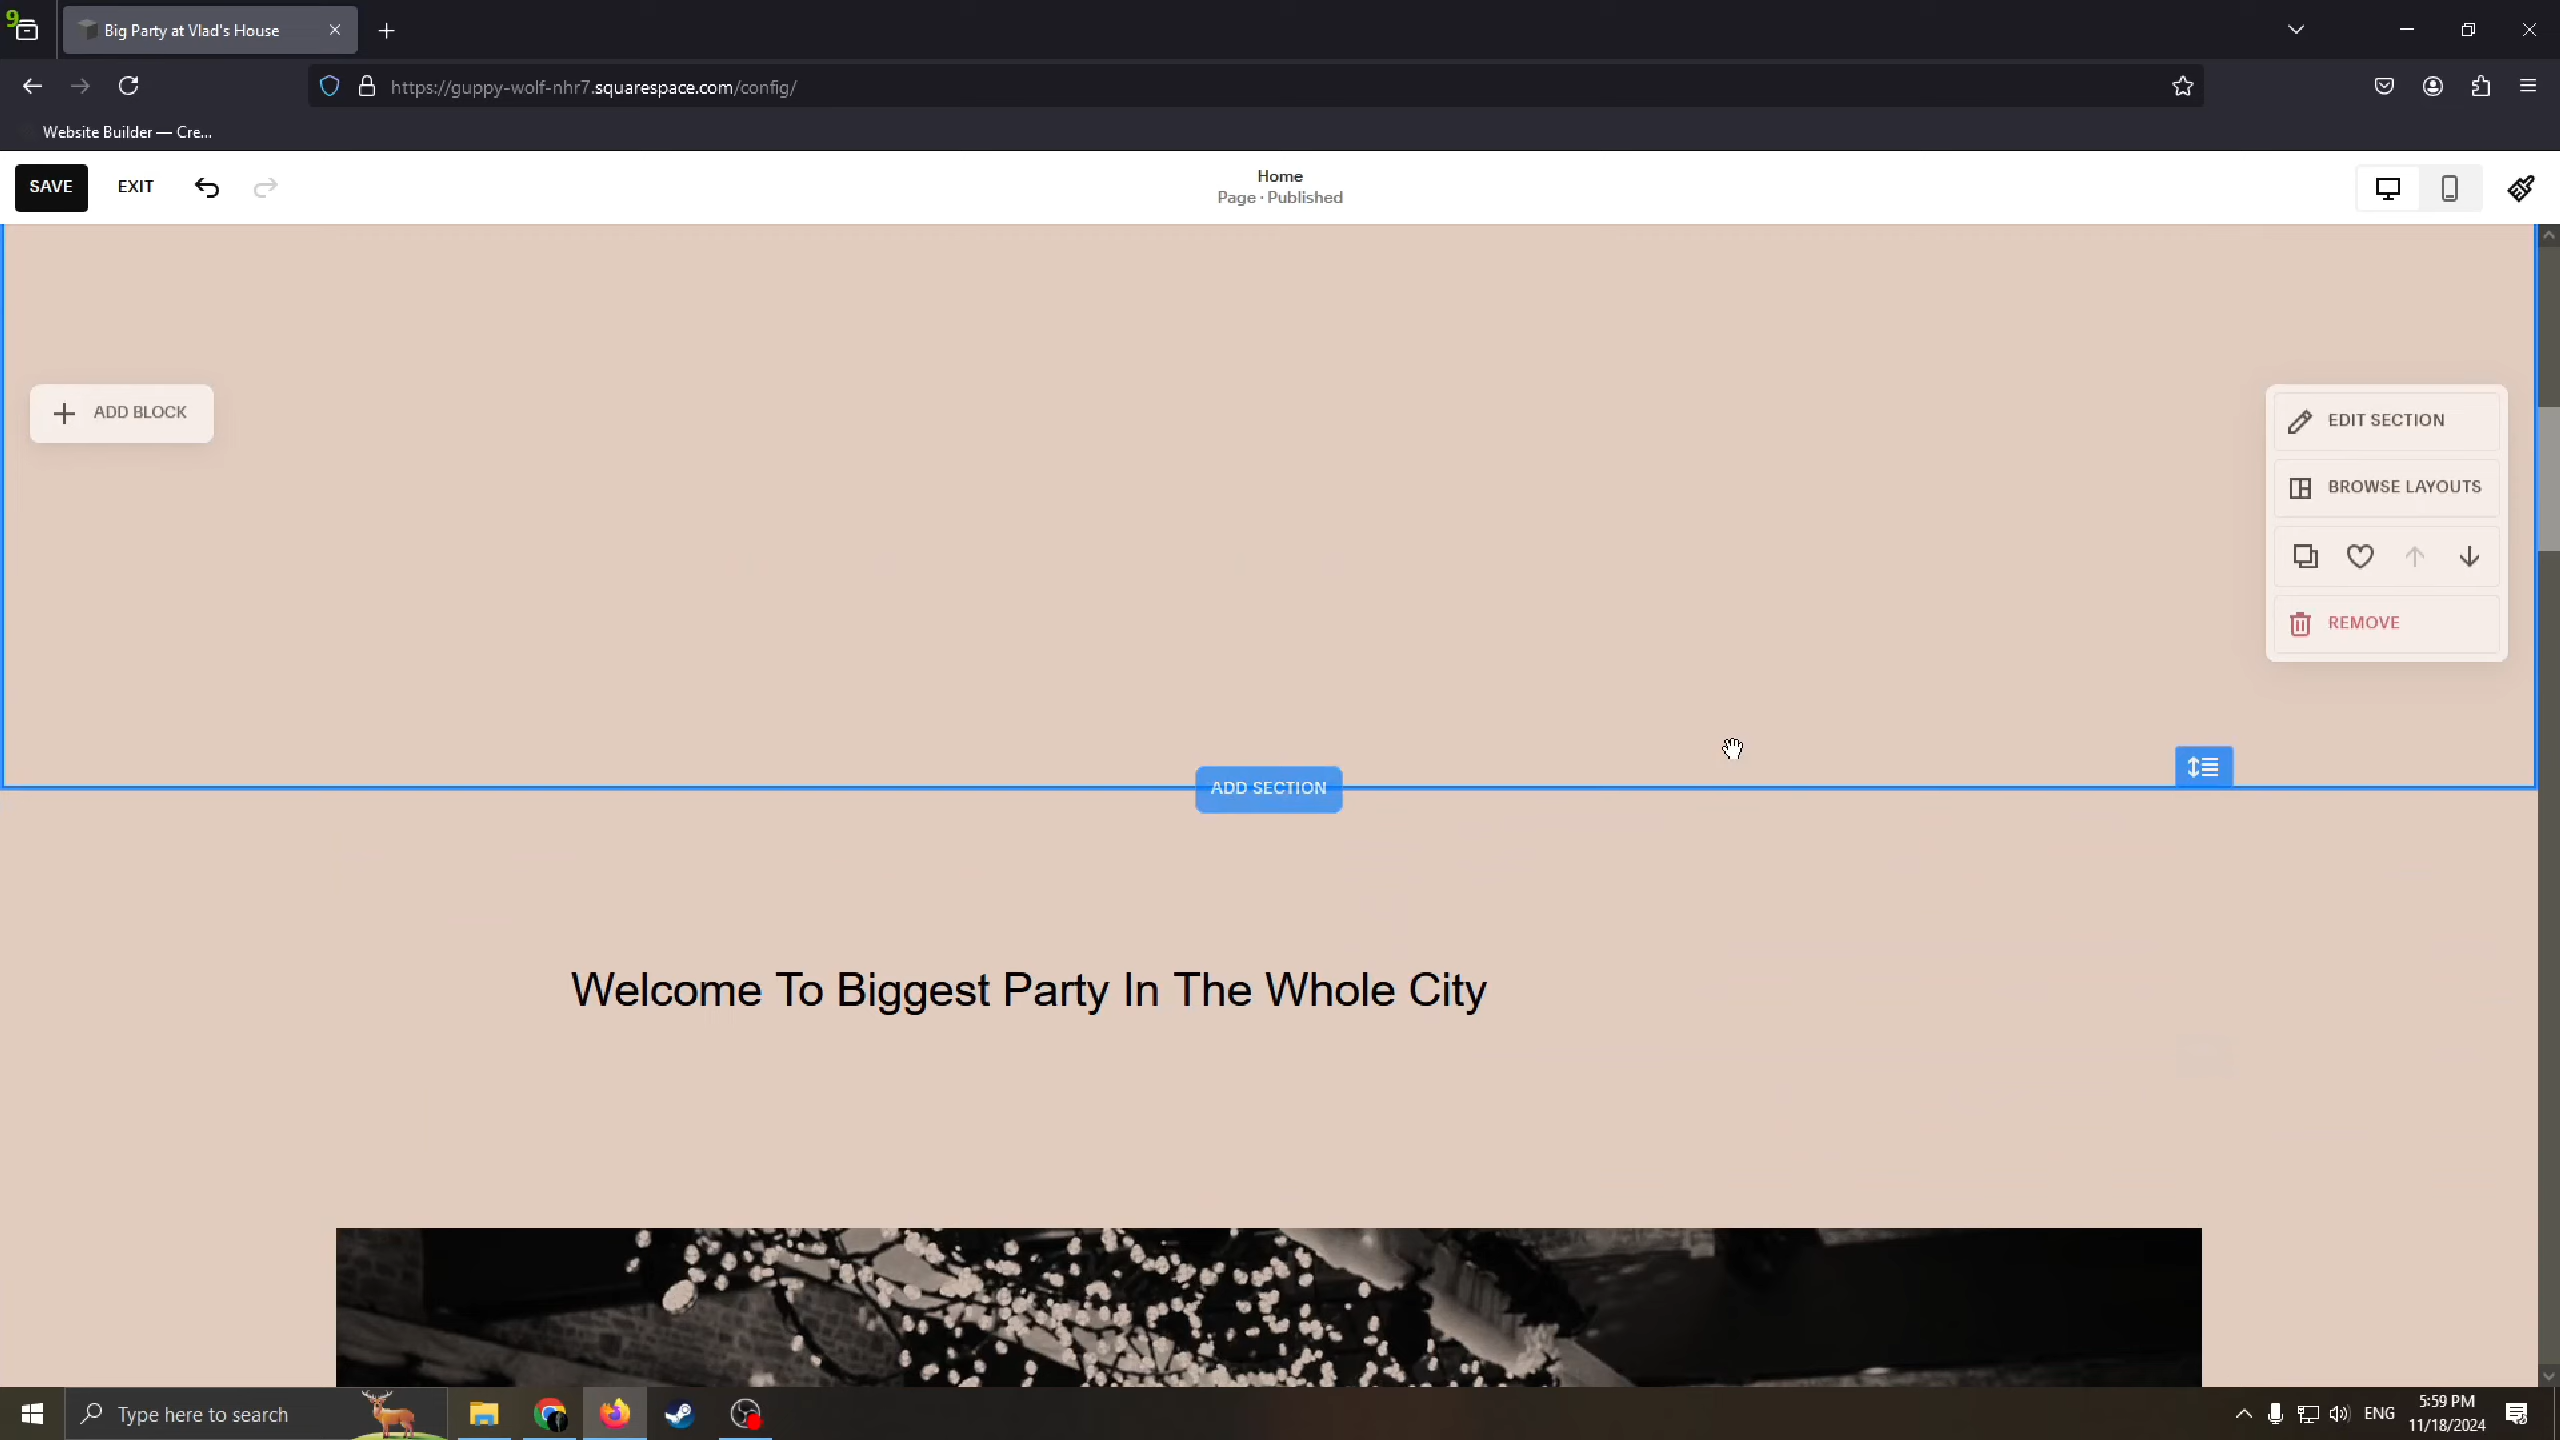 9
Big Party at Vlad's House
https://guppy-wolf-nhr7.squarespace.com/config/
Website Builder — Cre...
SAVE
EXIT
Home
Page · Published
ADD BLOCK
EDIT SECTION
BROWSE LAYOUTS
REMOVE
ADD SECTION
Welcome To Biggest Party In The Whole City
Type here to search
ENG
5:59 PM
11/18/2024